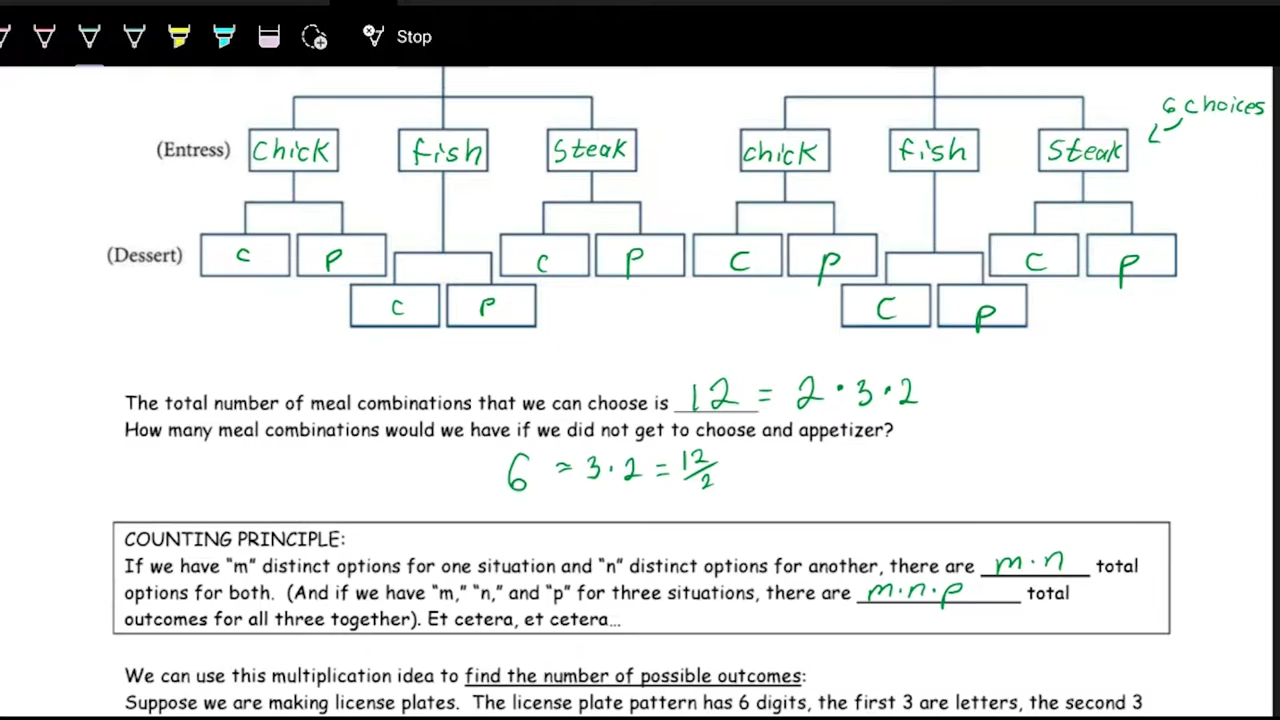 Stop
6 choices
(Entress) Chick fish Steak chick fish Steak
(Dessert) C P C P C P C P
C P C P
The total number of meal combinations that we can choose is 12 = 2 · 3 · 2
How many meal combinations would we have if we did not get to choose and appetizer?
6 = 3 · 2 = 12/2
COUNTING PRINCIPLE:
If we have “m” distinct options for one situation and “n” distinct options for another, there are m·n total
options for both. (And if we have “m,” “n,” and “p” for three situations, there are m·n·p total
outcomes for all three together). Et cetera, et cetera…
We can use this multiplication idea to find the number of possible outcomes:
Suppose we are making license plates. The license plate pattern has 6 digits, the first 3 are letters, the second 3